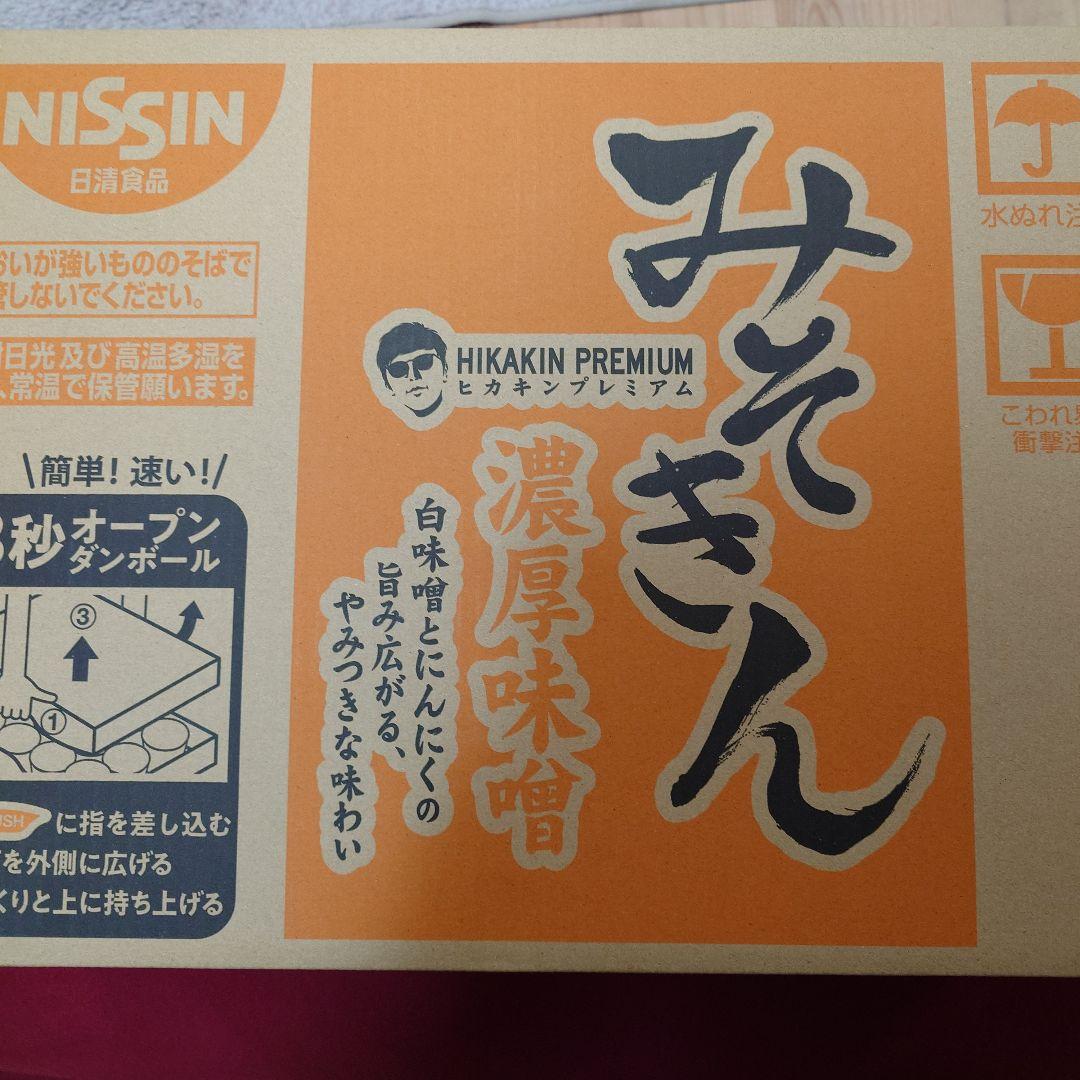 NISSIN
日清食品
おいが強いもののそばで
管しないでください。
日光及び高温多湿を
、常温で保管願います。
簡単！速い！
秒オープン
ダンボール
③
①
USH に指を差し込む
を外側に広げる
くりと上に持ち上げる
みそきん
HIKAKIN PREMIUM
ヒカキンプレミアム
濃厚味噌
白味噌とにんにくの
旨み広がる、
やみつきな味わい
水ぬれ注
こわれ
衝撃注